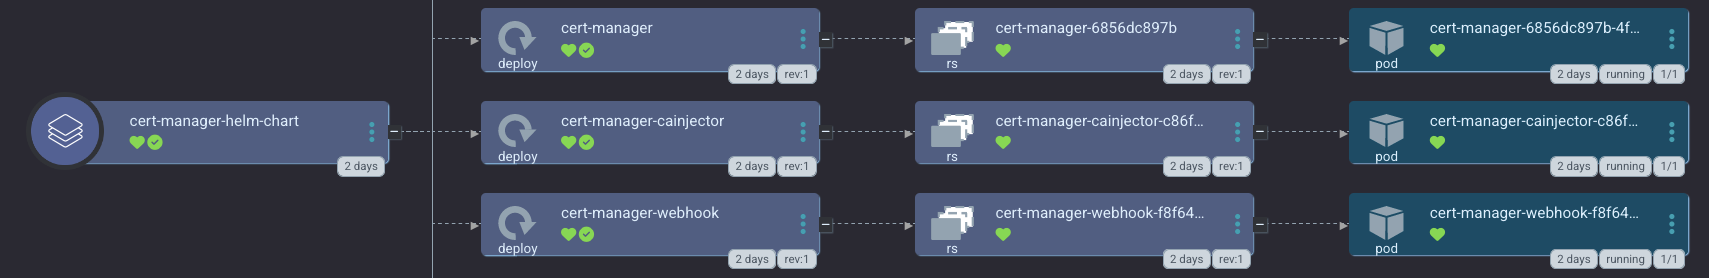 cert-manager
deploy
2 days rev:1
cert-manager-6856dc897b
rs
2 days rev:1
cert-manager-6856dc897b-4f...
pod
2 days running 1/1
cert-manager-helm-chart
2 days
cert-manager-cainjector
deploy
2 days rev:1
cert-manager-cainjector-c86f...
rs
2 days rev:1
cert-manager-cainjector-c86f...
pod
2 days running 1/1
cert-manager-webhook
deploy
2 days rev:1
cert-manager-webhook-f8f64...
rs
2 days rev:1
cert-manager-webhook-f8f64...
pod
2 days running 1/1